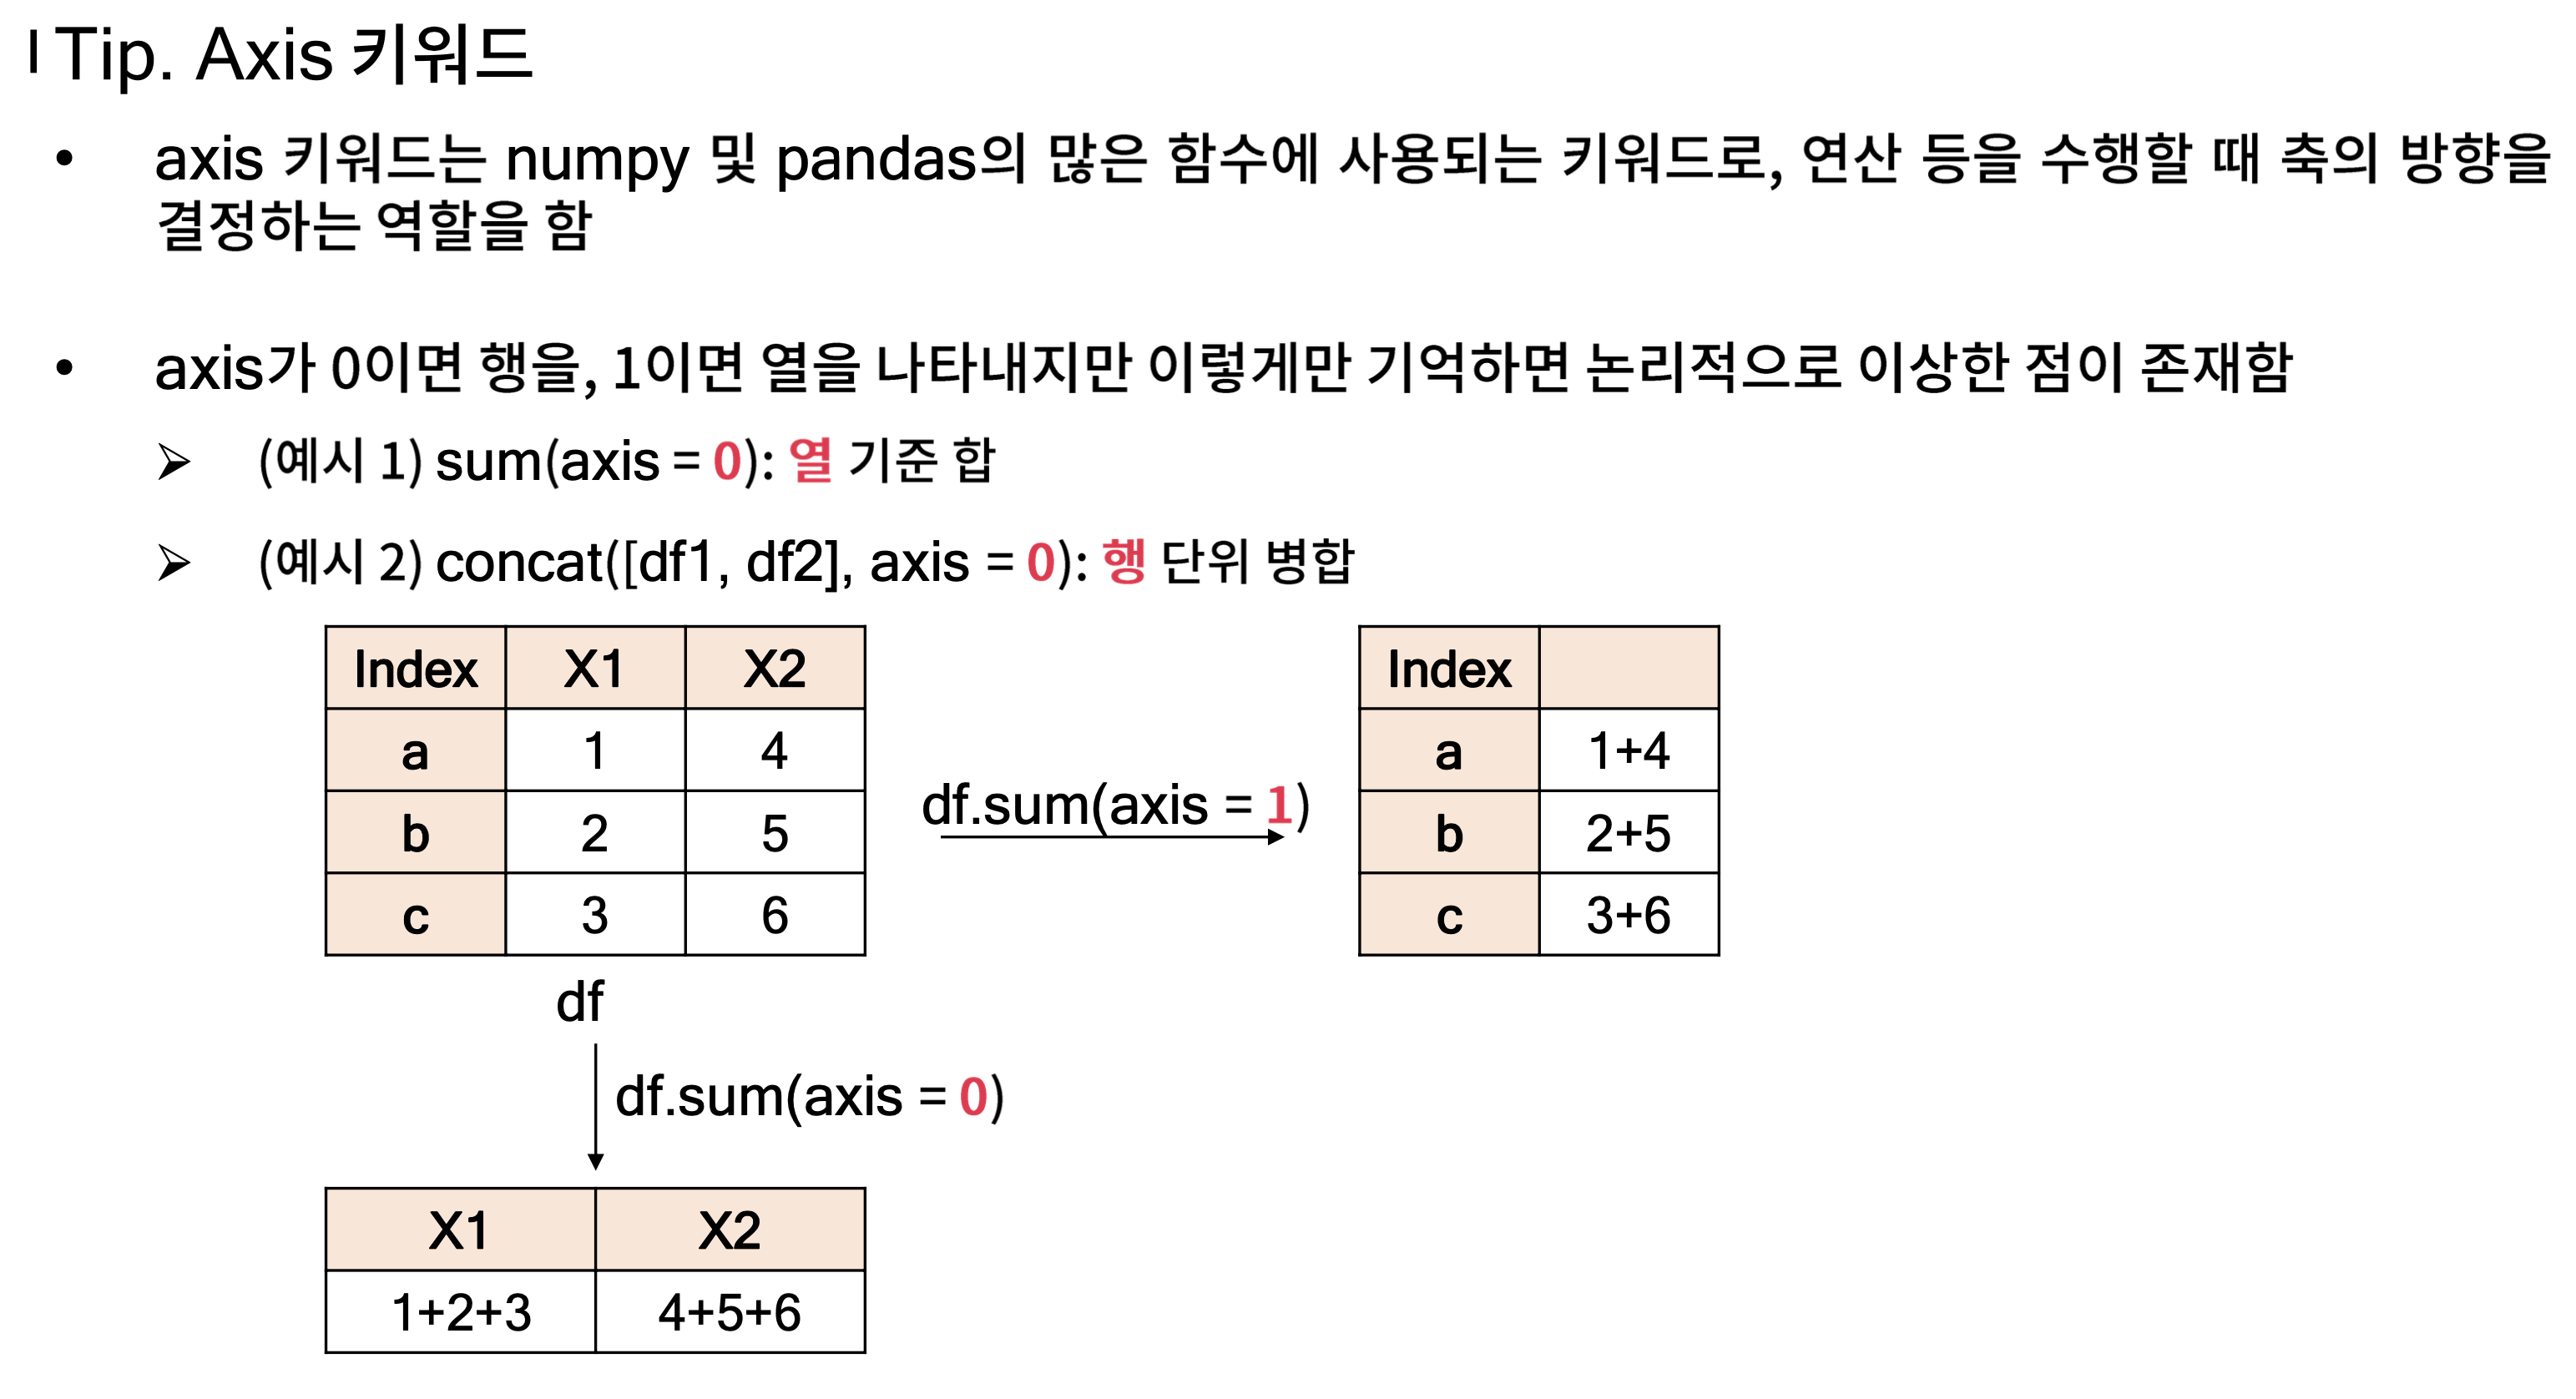 Tip. Axis 키워드
• axis 키워드는 numpy 및 pandas의 많은 함수에 사용되는 키워드로, 연산 등을 수행할 때 축의 방향을
결정하는 역할을 함
• axis가 0이면 행을, 1이면 열을 나타내지만 이렇게만 기억하면 논리적으로 이상한 점이 존재함
➢ (예시 1) sum(axis = 0): 열 기준 합
➢ (예시 2) concat([df1, df2], axis = 0): 행 단위 병합
Index X1 X2
a 1 4
b 2 5
c 3 6
df
df.sum(axis = 1)
Index
a 1+4
b 2+5
c 3+6
df.sum(axis = 0)
X1 X2
1+2+3 4+5+6